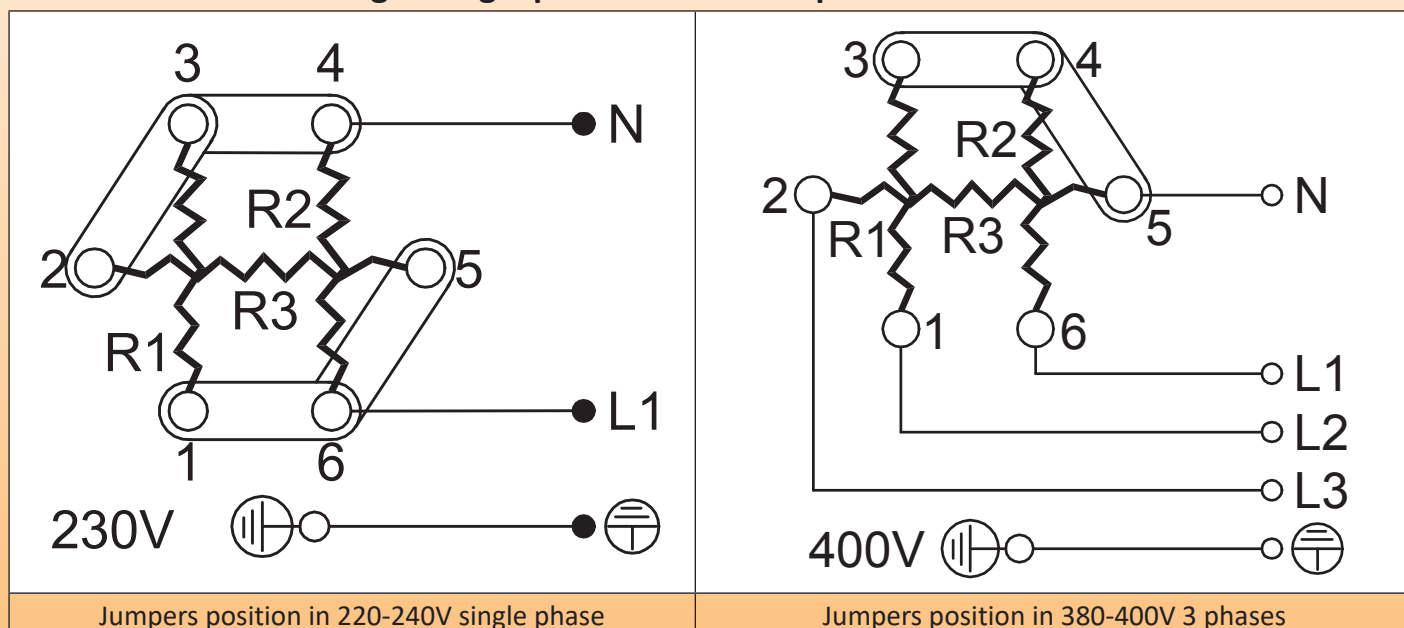 3 4
N
R2
2 5
R3
R1
L1
1 6
230V
3 4
R2
2 N
R1 R3 5
1 6
L1
L2
L3
400V
Jumpers position in 220-240V single phase
Jumpers position in 380-400V 3 phases